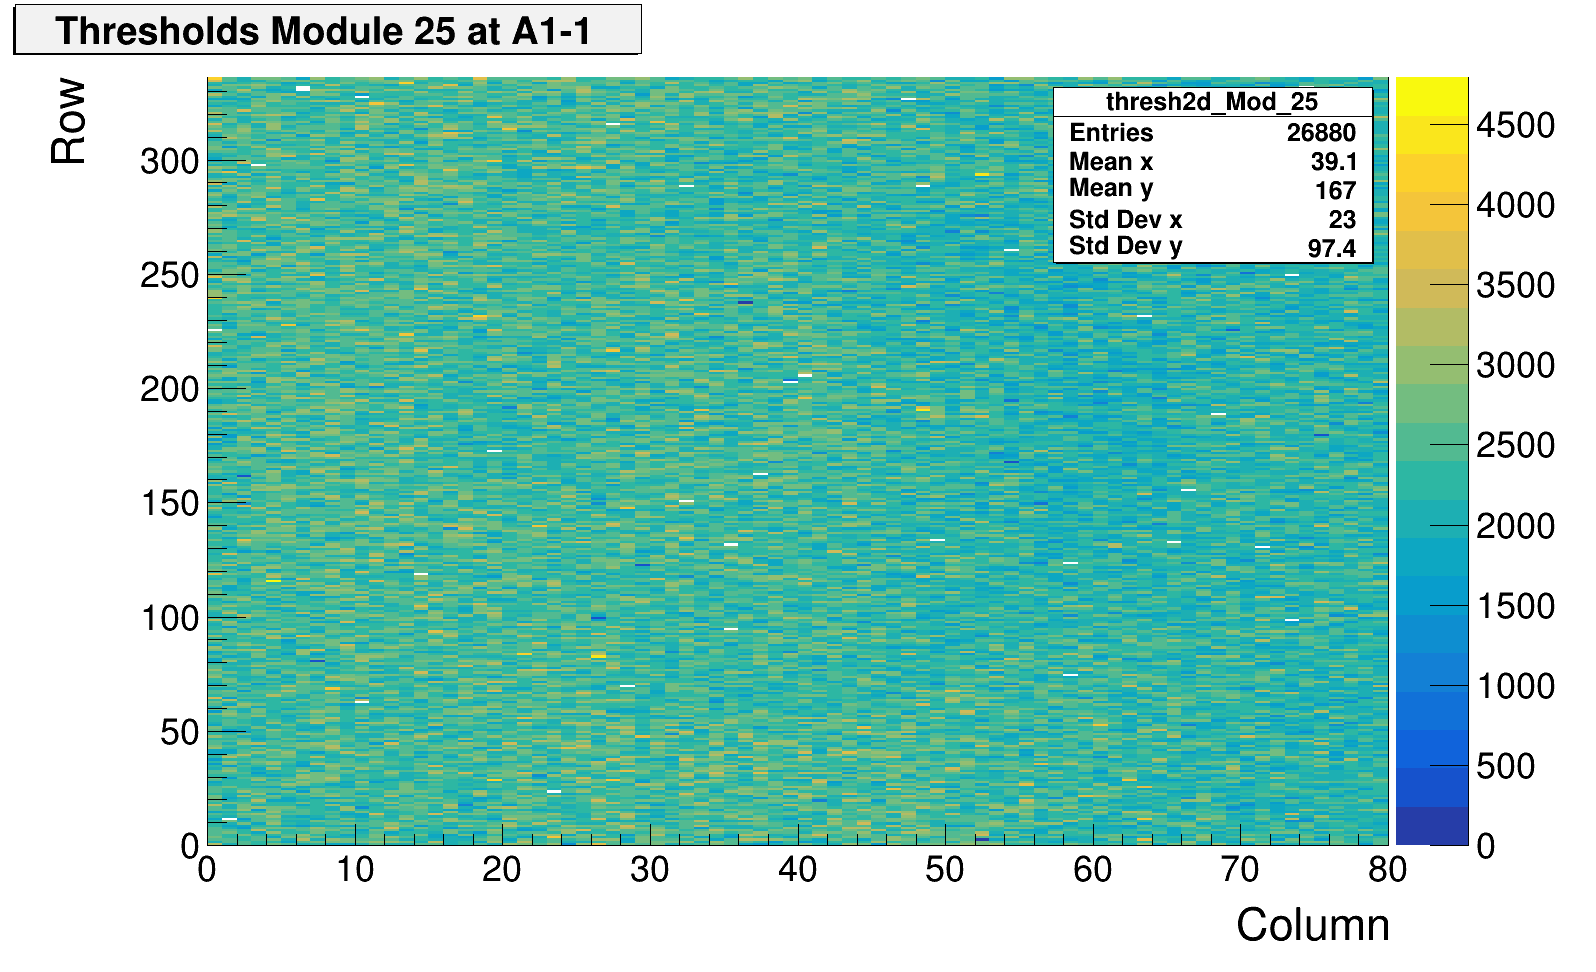 Thresholds Module 25 at A1-1
Row
thresh2d_Mod_25
Entries 26880
Mean x 39.1
Mean y 167
Std Dev x 23
Std Dev y 97.4
300
250
200
150
100
50
0
0 10 20 30 40 50 60 70 80
Column
4500
4000
3500
3000
2500
2000
1500
1000
500
0